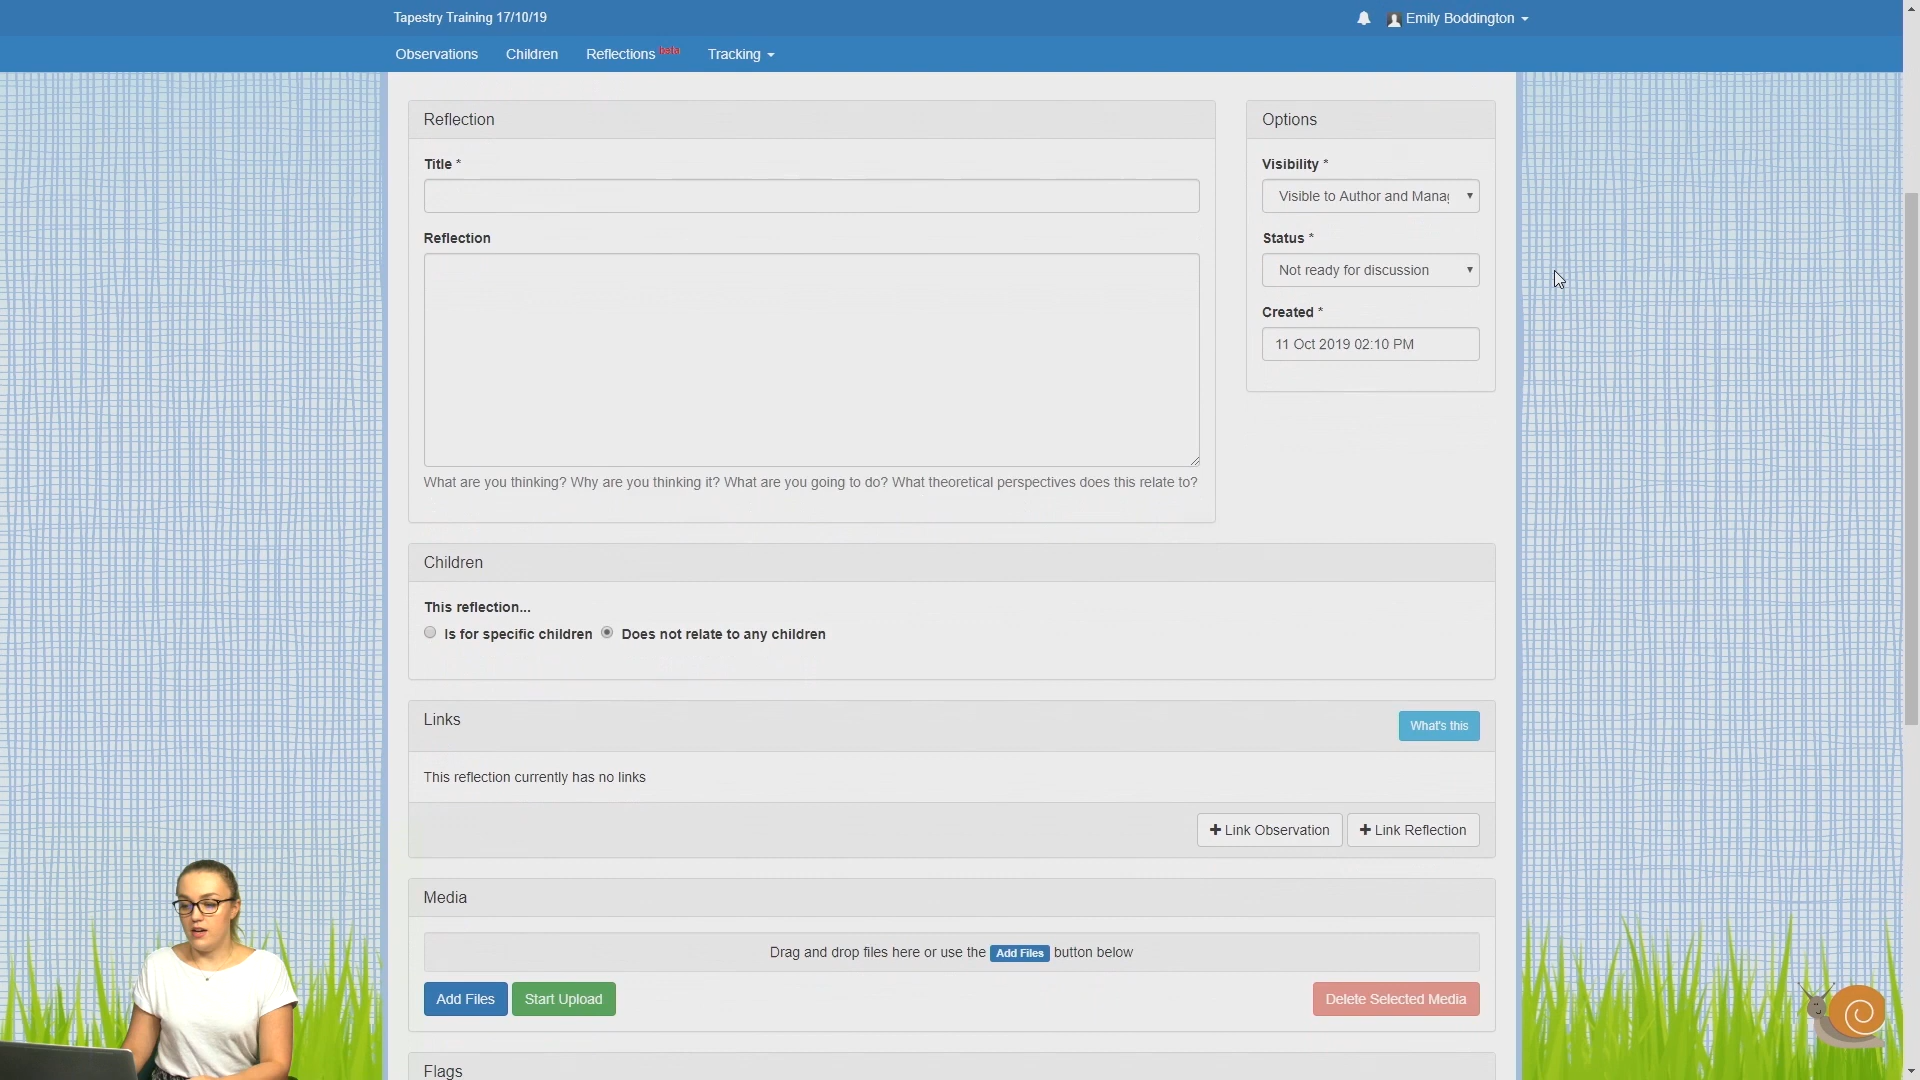 Tapestry Training 17/10/19
Emily Boddington
Observations Children Reflections beta Tracking
Reflection
Options
Title *
Visibility *
Visible to Author and Manag
Reflection
Status *
Not ready for discussion
Created *
11 Oct 2019 02:10 PM
What are you thinking? Why are you thinking it? What are you going to do? What theoretical perspectives does this relate to?
Children
This reflection...
Is for specific children Does not relate to any children
Links
What's this
This reflection currently has no links
+ Link Observation + Link Reflection
Media
Drag and drop files here or use the Add Files button below
Add Files Start Upload Delete Selected Media
Flags